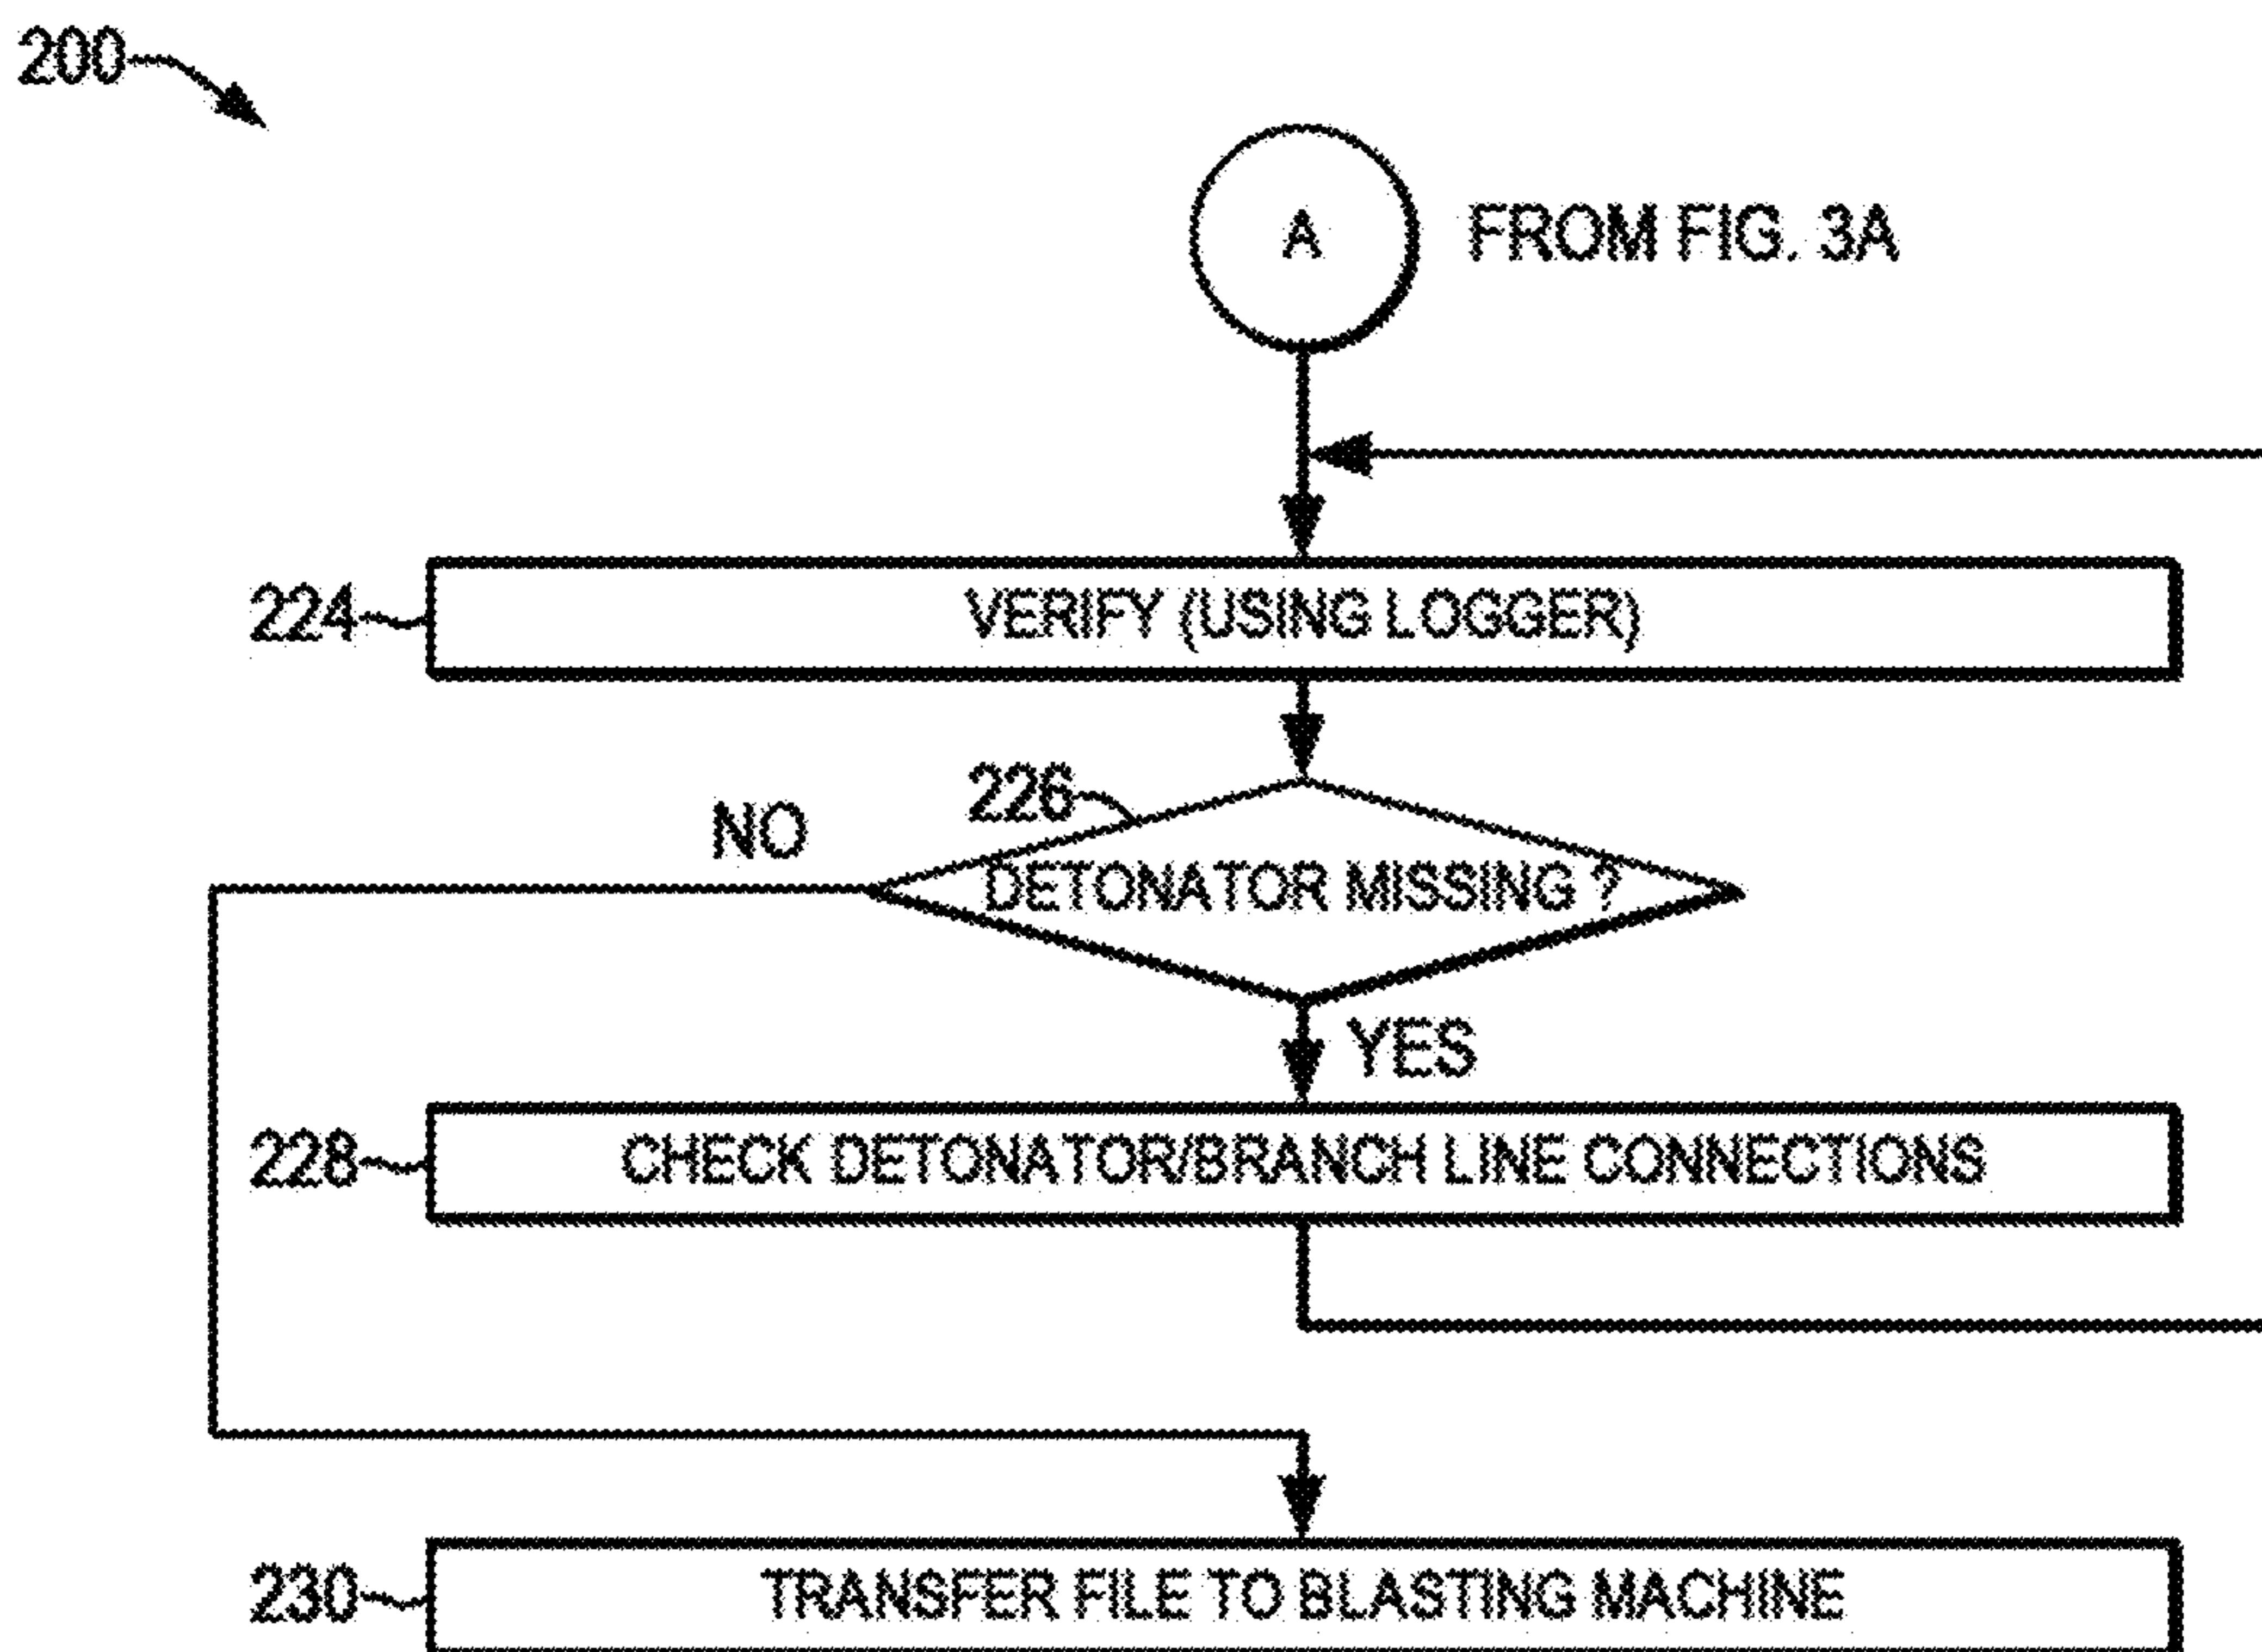 200
A
FROM FIG. 3A
224
VERIFY (USING LOGGER)
226
NO
DETONATOR MISSING ?
YES
228
CHECK DETONATOR/BRANCH LINE CONNECTIONS
230
TRANSFER FILE TO BLASTING MACHINE